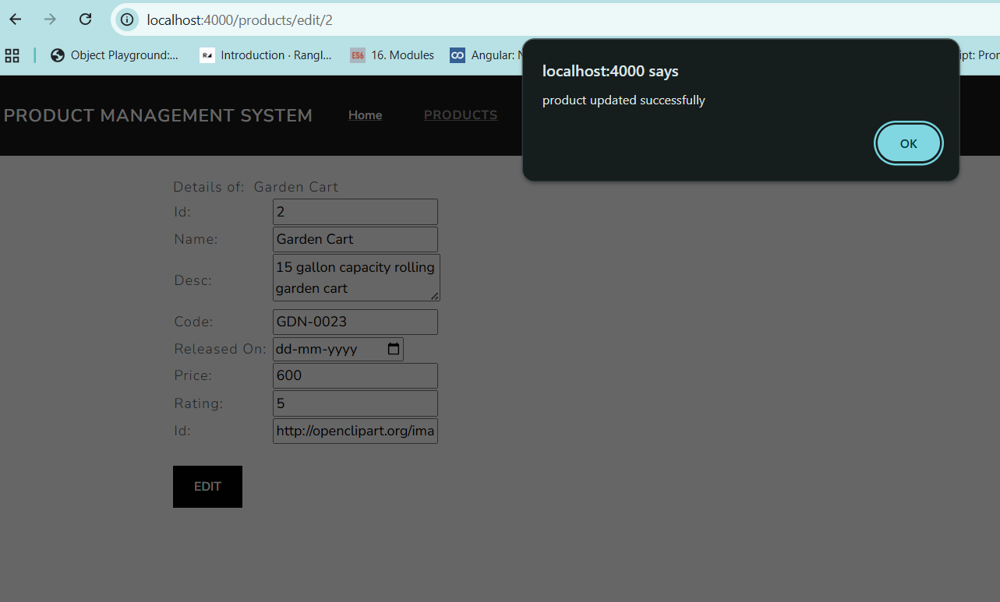 localhost:4000/products/edit/2
Object Playground:... R♦ Introduction · Rangl... ES6 16. Modules Angular: ipt: Pror
localhost:4000 says
product updated successfully
OK
PRODUCT MANAGEMENT SYSTEM Home PRODUCTS
Details of: Garden Cart
Id: 2
Name: Garden Cart
Desc: 15 gallon capacity rolling
garden cart
Code: GDN-0023
Released On: dd-mm-yyyy
Price: 600
Rating: 5
Id: http://openclipart.org/ima
EDIT